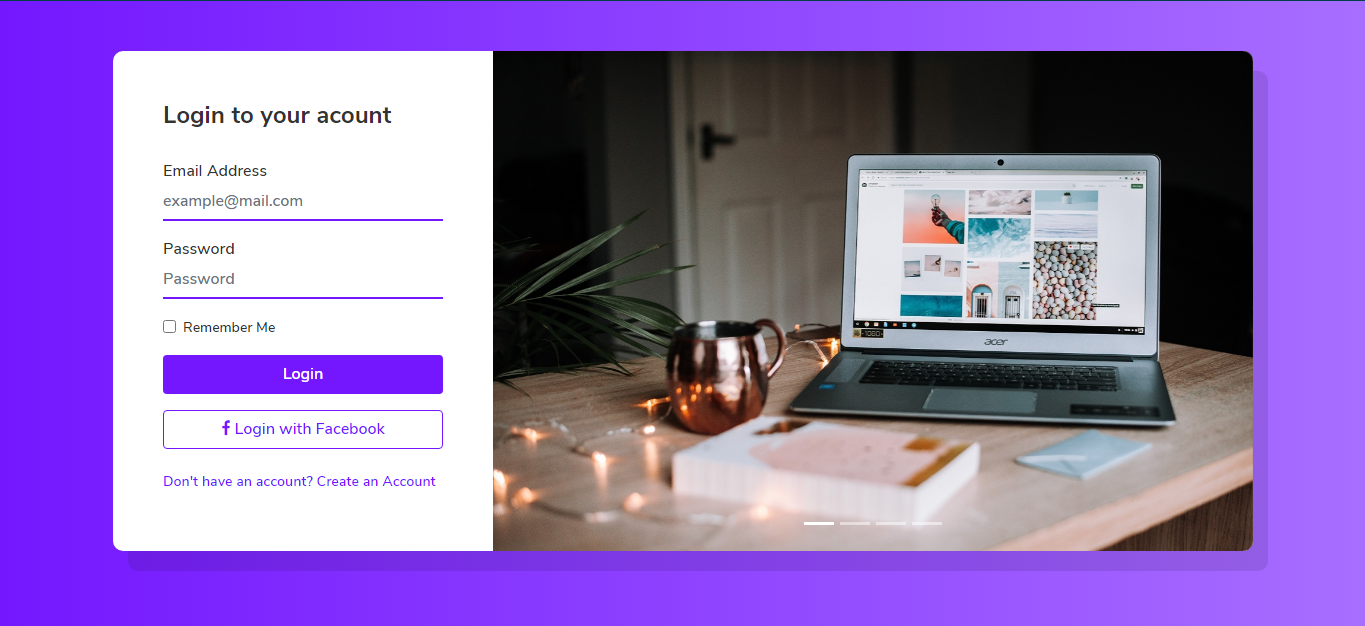 Login to your acount
Email Address
example@mail.com
Password
Password
Remember Me
Login
Login with Facebook
Don't have an account? Create an Account
acer